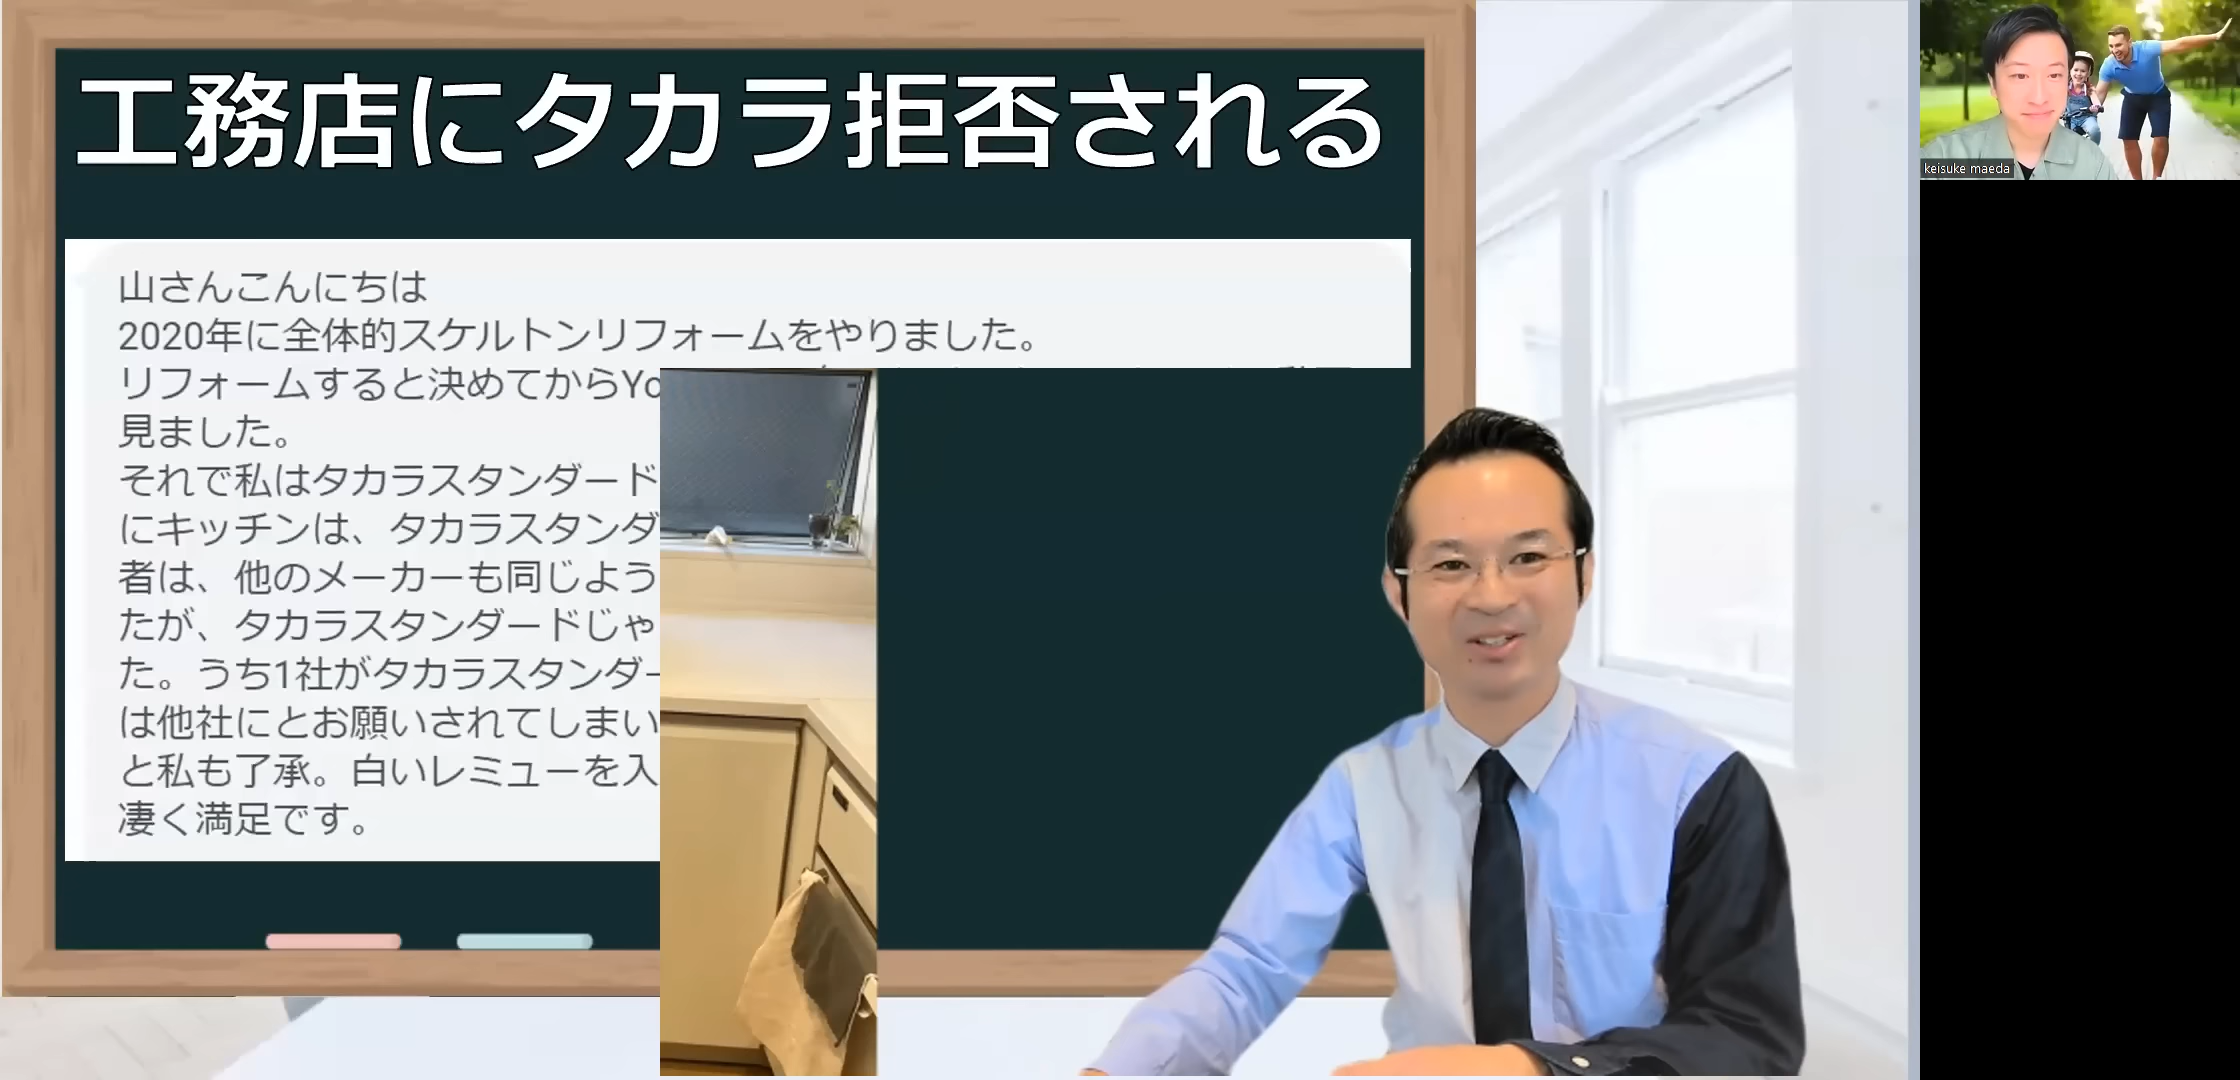 工務店にタカラ拒否される
山さんこんにちは
2020年に全体的スケルトンリフォームをやりました。
リフォームすると決めてからYo
見ました。
それで私はタカラスタンダード
にキッチンは、タカラスタンダ
者は、他のメーカーも同じよう
たが、タカラスタンダードじゃ
た。うち1社がタカラスタンダー
は他社にとお願いされてしまい
と私も了承。白いレミューを入
凄く満足です。
keisuke maeda